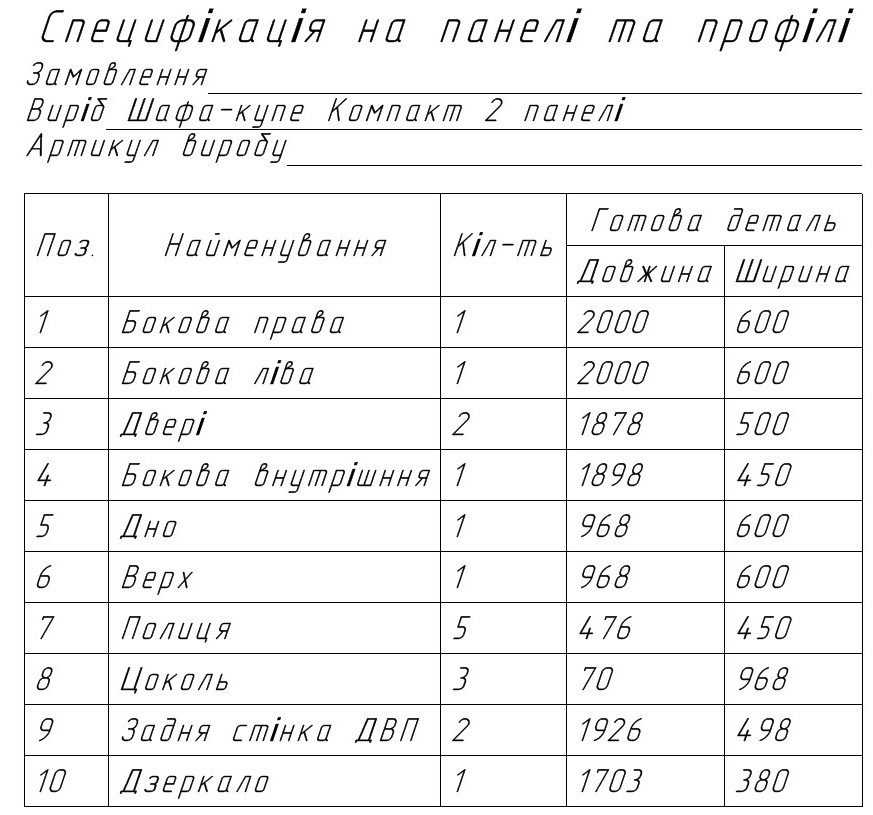 Специфікація на панелі та профілі
Замовлення
Виріб Шафа-купе Компакт 2 панелі
Артикул виробу
Поз. Найменування Кіл-ть Готова деталь
Довжина Ширина
1 Бокова права 1 2000 600
2 Бокова ліва 1 2000 600
3 Двері 2 1878 500
4 Бокова внутрішння 1 1898 450
5 Дно 1 968 600
6 Верх 1 968 600
7 Полиця 5 476 450
8 Цоколь 3 70 968
9 Задня стінка ДВП 2 1926 498
10 Дзеркало 1 1703 380